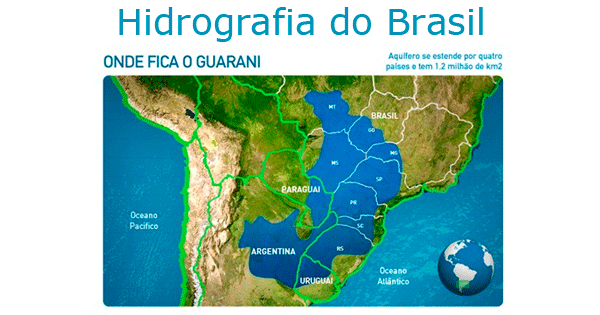 Hidrografia do Brasil
ONDE FICA O GUARANI
Aquífero se estende por quatro
países e tem 1,2 milhão de km2
MT
BRASIL
GO
MG
MS
SP
PARAGUAI
PR
Oceano
Pacífico
SC
ARGENTINA
RS
Oceano
Atlântico
URUGUAI